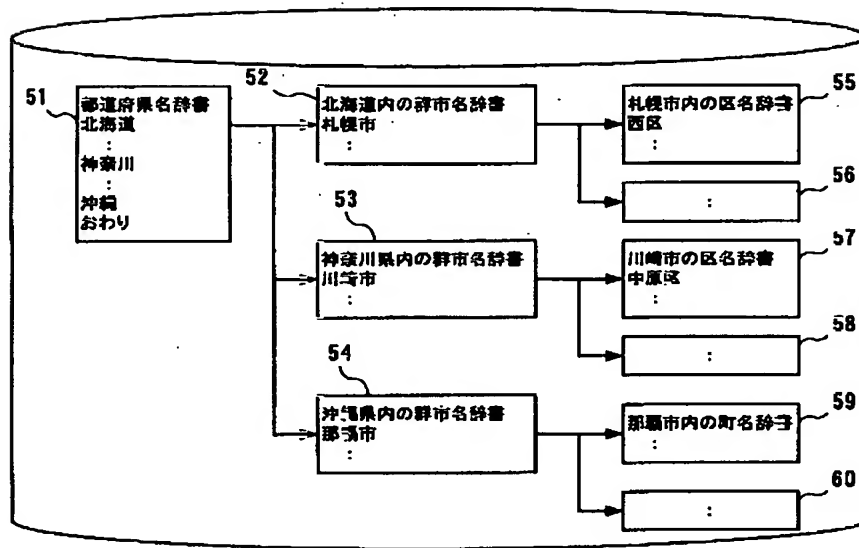 51
都道府県名辞書
北海道
:
神奈川
:
沖縄
おわり
52
北海道内の群市名辞書
札幌市
:
53
神奈川県内の群市名辞書
川崎市
:
54
沖縄県内の群市名辞書
那覇市
:
55
札幌市内の区名辞書
西区
:
56
:
57
川崎市の区名辞書
中原区
:
58
:
59
那覇市内の町名辞書
:
60
: